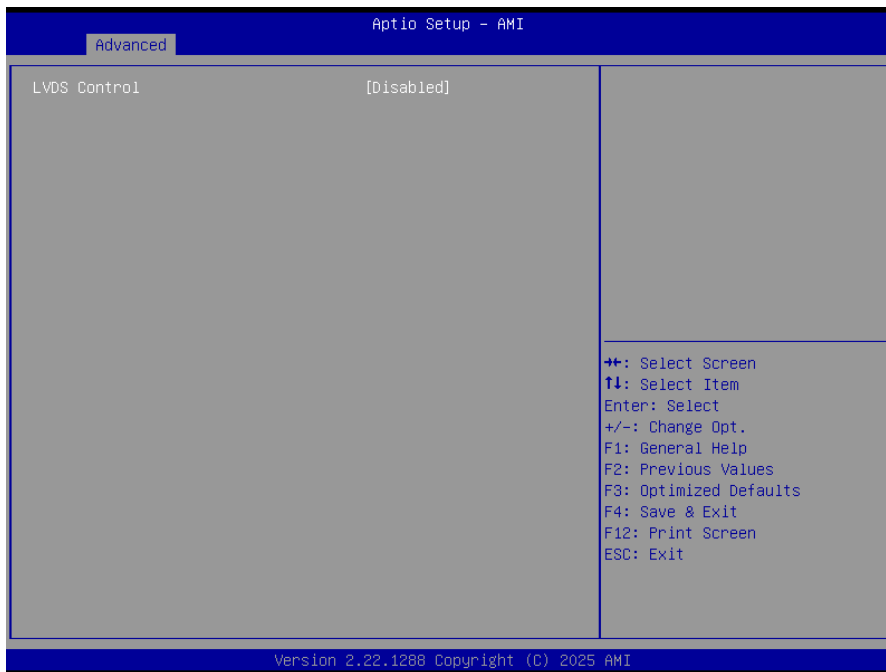 Aptio Setup – AMI
Advanced
LVDS Control [Disabled]
→←: Select Screen
↑↓: Select Item
Enter: Select
+/-: Change Opt.
F1: General Help
F2: Previous Values
F3: Optimized Defaults
F4: Save & Exit
F12: Print Screen
ESC: Exit
Version 2.22.1288 Copyright (C) 2025 AMI